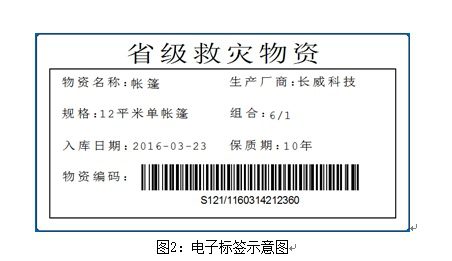 省级救灾物资
物资名称:帐篷 生产厂商:长威科技
规格:12平米单帐篷 组合:6/1
入库日期:2016-03-23 保质期:10年
物资编码:
S121/1160314212360
图2:电子标签示意图